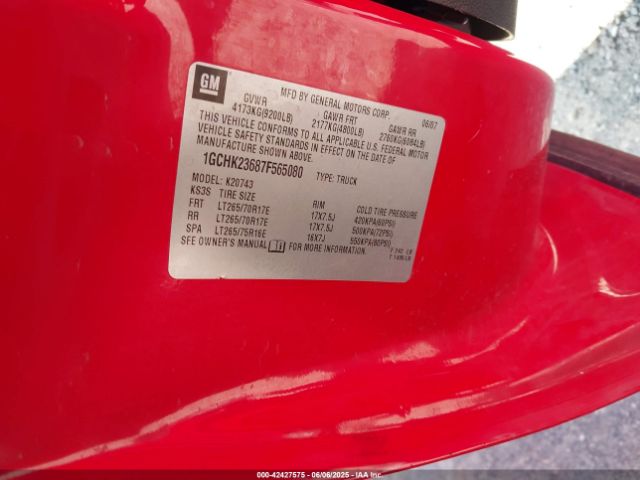 GM
MFD BY GENERAL MOTORS CORP.
06/07
GVWR GAWR FRT GAWR RR
4173KG(9200LB) 2177KG(4800LB) 2760KG(6084LB)
THIS VEHICLE CONFORMS TO ALL APPLICABLE U.S. FEDERAL MOTOR
VEHICLE SAFETY STANDARDS IN EFFECT ON THE DATE OF
MANUFACTURE SHOWN ABOVE.
1GCHK23687F565080 TYPE: TRUCK
MODEL: K20743
KS3S TIRE SIZE RIM COLD TIRE PRESSURE
FRT LT265/70R17E 17X7.5J 420KPA(60PSI)
RR LT265/70R17E 17X7.5J 500KPA(72PSI)
SPA LT265/75R16E 16X7J 550KPA(80PSI)
SEE OWNER'S MANUAL FOR MORE INFORMATION.
000-42427575 - 06/06/2025 - IAA Inc.